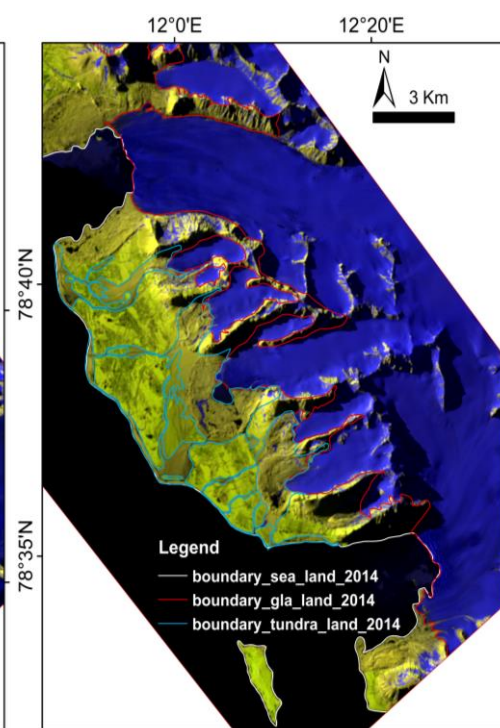 12°0'E 12°20'E
N
3 Km
78°40'N
78°35'N
Legend
boundary_sea_land_2014
boundary_gla_land_2014
boundary_tundra_land_2014